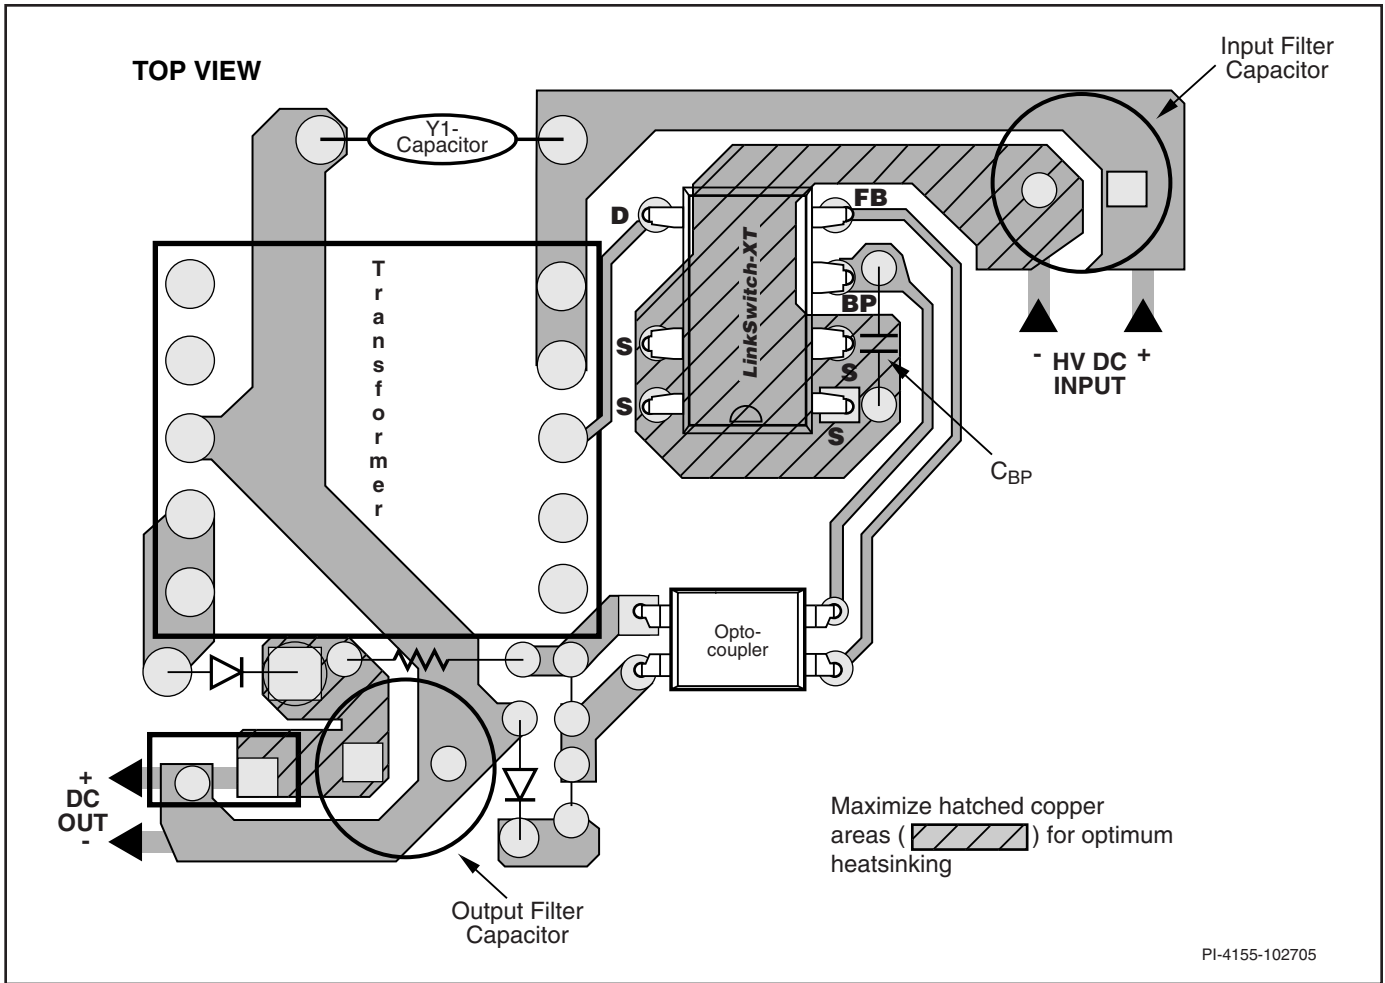 TOP VIEW
Input Filter
Capacitor
Y1-
Capacitor
D
FB
Transformer
LinkSwitch-XT
BP
S
S
S
S
- HV DC +
INPUT
CBP
Opto-
coupler
+
DC
OUT
-
Maximize hatched copper
areas ( ) for optimum
heatsinking
Output Filter
Capacitor
PI-4155-102705